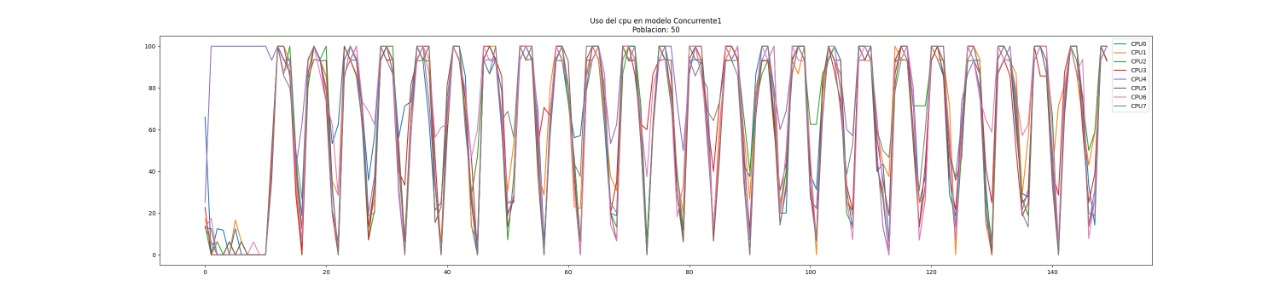 Uso del cpu en modelo Concurrente1
Poblacion: 50
100
80
60
40
20
0
0 20 40 60 80 100 120 140
CPU0
CPU1
CPU2
CPU3
CPU4
CPU5
CPU6
CPU7